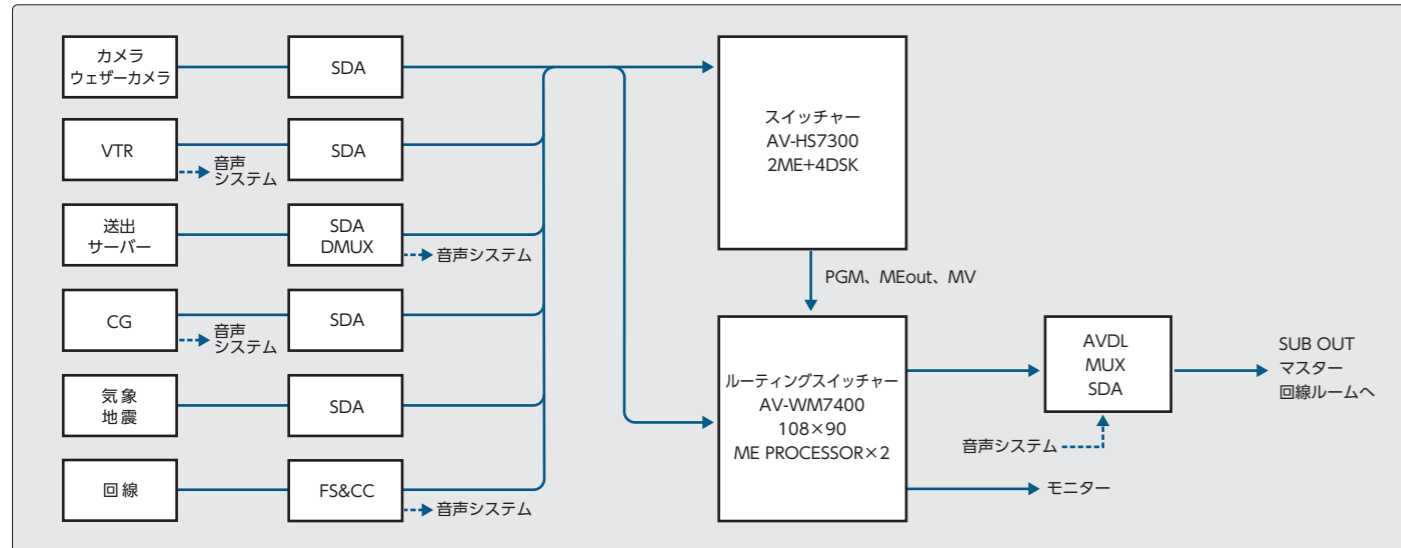 カメラ
ウェザーカメラ
SDA
VTR
音声
システム
SDA
送出
サーバー
SDA
DMUX
音声システム
CG
音声
システム
SDA
気象
地震
SDA
回線
FS&CC
音声システム
スイッチャー
AV-HS7300
2ME+4DSK
PGM、MEout、MV
ルーティングスイッチャー
AV-WM7400
108×90
ME PROCESSOR×2
AVDL
MUX
SDA
音声システム
モニター
SUB OUT
マスター
回線ルームへ